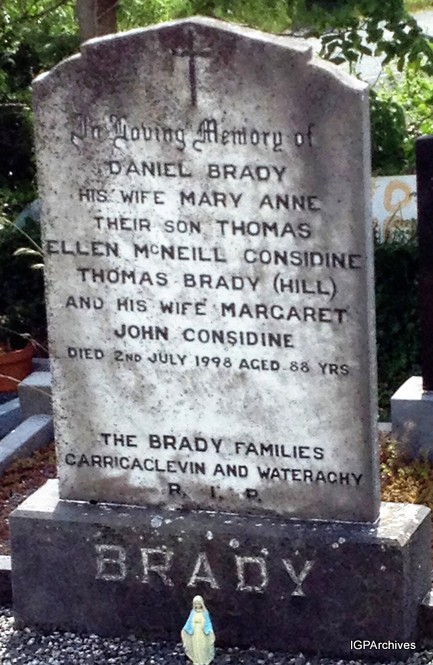 In Loving Memory of
DANIEL BRADY
HIS WIFE MARY ANNE
THEIR SON THOMAS
ELLEN McNEILL CONSIDINE
THOMAS BRADY (HILL)
AND HIS WIFE MARGARET
JOHN CONSIDINE
DIED 2ND JULY 1998 AGED 88 YRS
THE BRADY FAMILIES
CARRIGACLEVIN AND WATERAGHY
R. I. P.
BRADY
IGPArchives